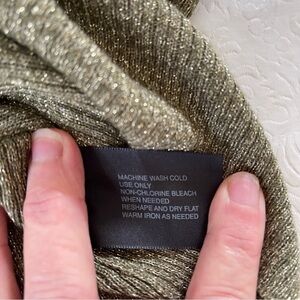 MACHINE WASH COLD
USE ONLY
NON-CHLORINE BLEACH
WHEN NEEDED
RESHAPE AND DRY FLAT
WARM IRON AS NEEDED